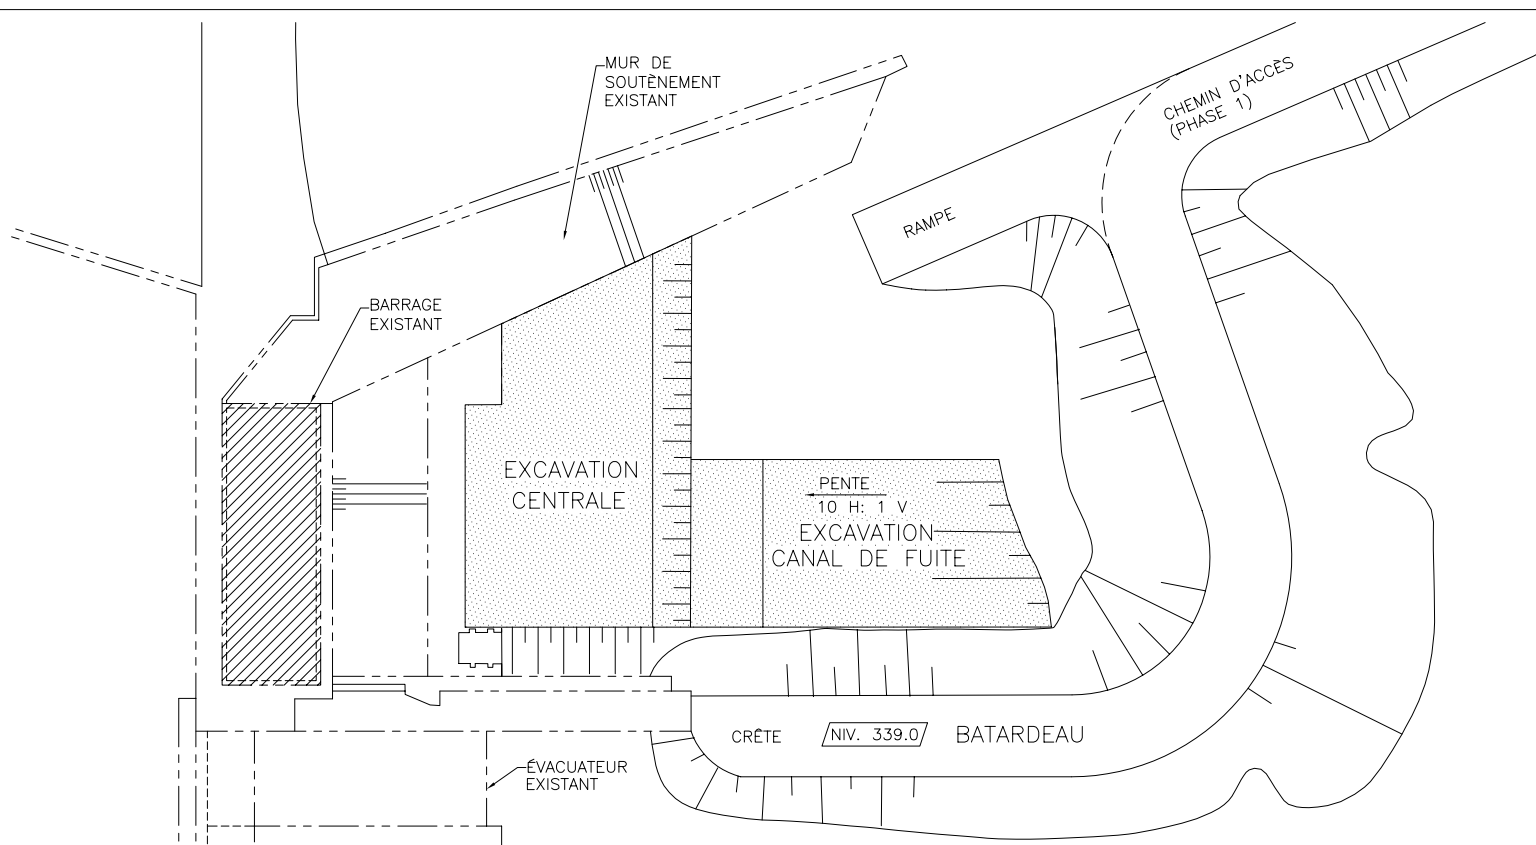 MUR DE
SOUTÈNEMENT
EXISTANT
CHEMIN D'ACCÈS
(PHASE 1)
RAMPE
BARRAGE
EXISTANT
EXCAVATION
CENTRALE
PENTE
10 H: 1 V
EXCAVATION
CANAL DE FUITE
CRÊTE
NIV. 339.0
BATARDEAU
ÉVACUATEUR
EXISTANT